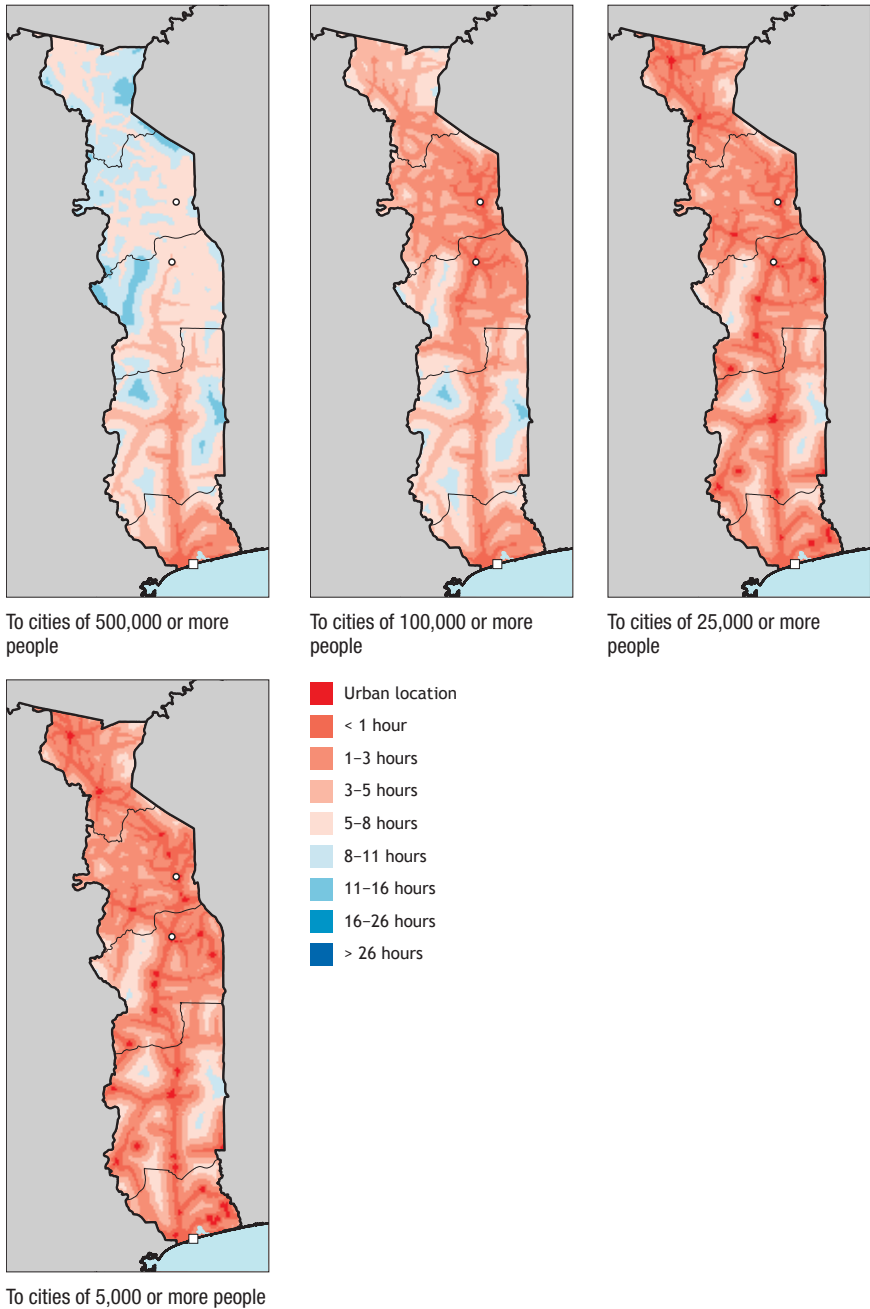 To cities of 500,000 or more
people
To cities of 100,000 or more
people
To cities of 25,000 or more
people
Urban location
< 1 hour
1–3 hours
3–5 hours
5–8 hours
8–11 hours
11–16 hours
16–26 hours
> 26 hours
To cities of 5,000 or more people